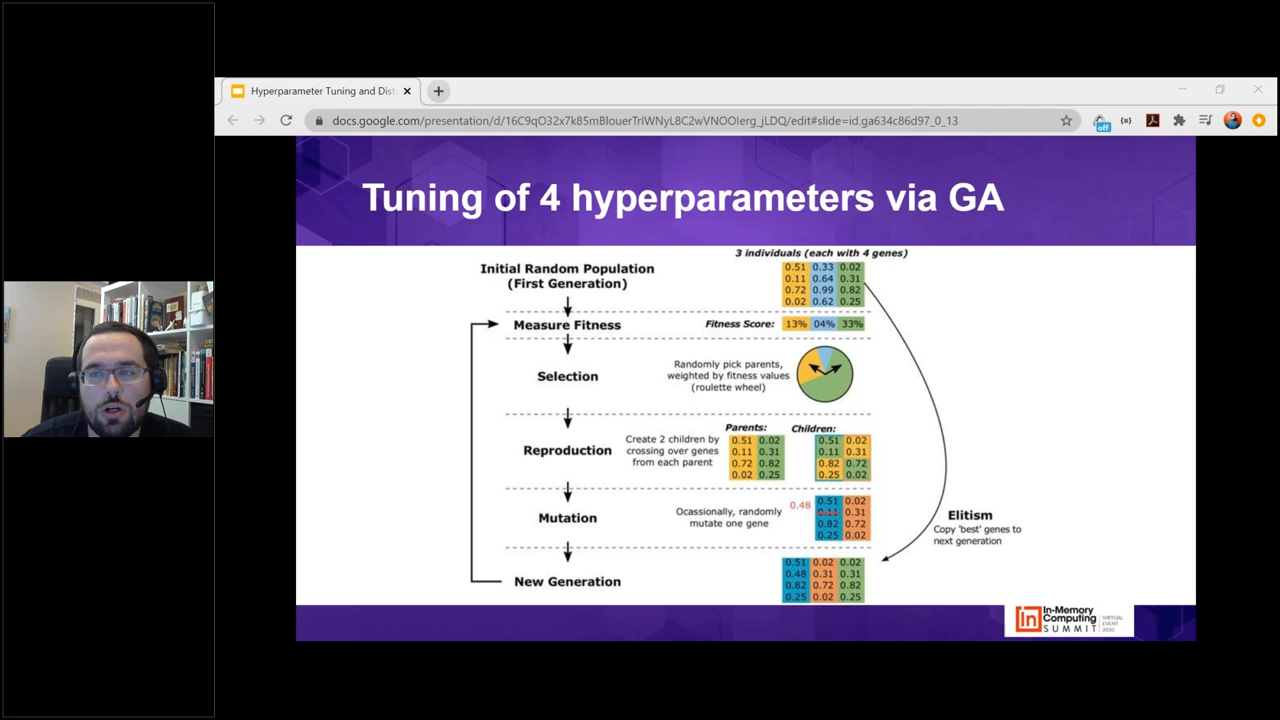 Hyperparameter Tuning and Dist
docs.google.com/presentation/d/16C9qO32x7k85mBlouerTrIWNyL8C2wVNOOIerg_jLDQ/edit#slide=id.ga634c86d97_0_13
off
Tuning of 4 hyperparameters via GA
3 individuals (each with 4 genes)
Initial Random Population
(First Generation)
0.51 0.33 0.02
0.11 0.64 0.31
0.72 0.99 0.82
0.02 0.62 0.25
Measure Fitness
Fitness Score: 13% 04% 33%
Selection
Randomly pick parents,
weighted by fitness values
(roulette wheel)
Reproduction
Create 2 children by
crossing over genes
from each parent
Parents: Children:
0.51 0.02 0.51 0.02
0.11 0.31 0.11 0.31
0.72 0.82 0.82 0.72
0.02 0.25 0.25 0.02
Mutation
Ocassionally, randomly
mutate one gene
0.48
0.51 0.02
0.11 0.31
0.82 0.72
0.25 0.02
Elitism
Copy 'best' genes to
next generation
New Generation
0.51 0.02 0.02
0.48 0.31 0.31
0.82 0.72 0.82
0.25 0.02 0.25
in In-Memory
Computing
SUMMIT
VIRTUAL
EVENT
2020